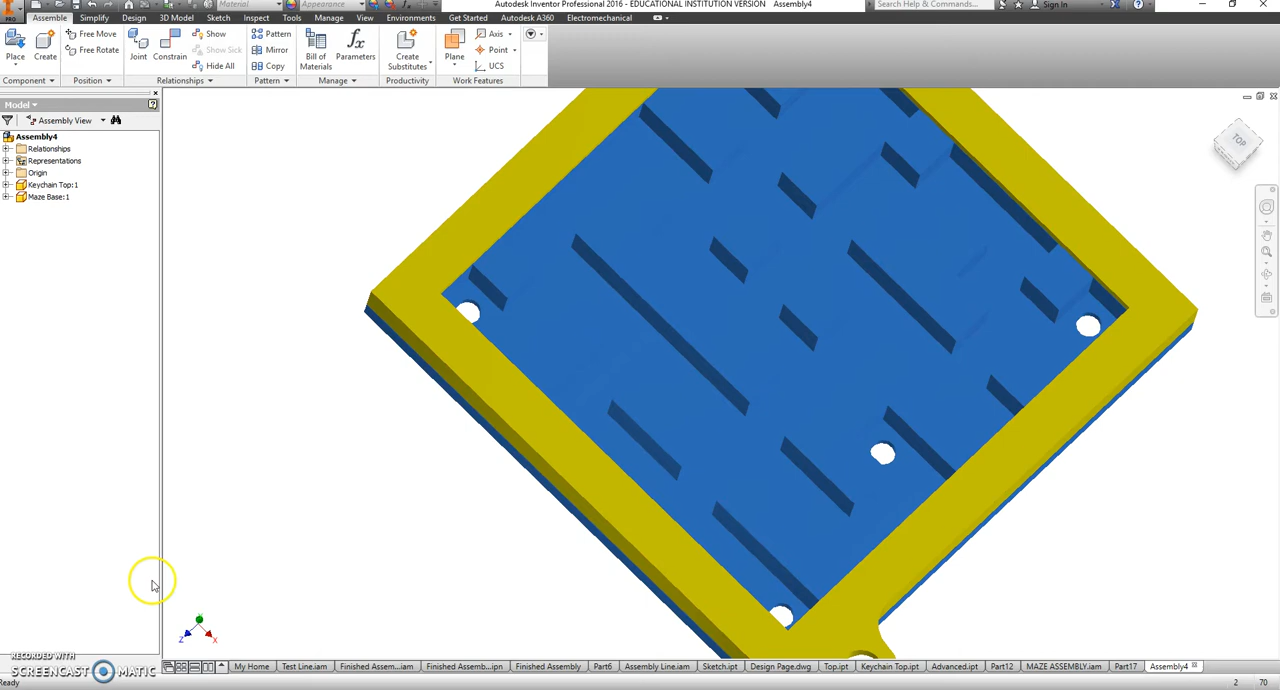 Autodesk Inventor Professional 2016 - EDUCATIONAL INSTITUTION VERSION Assembly4
Material Appearance Search Help & Commands... Sign In
PRO Assemble Simplify Design 3D Model Sketch Inspect Tools Manage View Environments Get Started Autodesk A360 Electromechanical
Place Create Free Move Free Rotate Joint Constrain Show Show Sick Hide All Pattern Mirror Copy Bill of Materials Parameters Create Substitutes Plane Axis Point UCS
Component Position Relationships Pattern Manage Productivity Work Features
Model
Assembly View
Assembly4
Relationships
Representations
Origin
Keychain Top:1
Maze Base:1
TOP
Z X
RECORDED WITH
SCREENCAST MATIC
My Home Test Line.iam Finished Assem...iam Finished Assemb...ipn Finished Assembly Part6 Assembly Line.iam Sketch.ipt Design Page.dwg Top.ipt Keychain Top.ipt Advanced.ipt Part12 MAZE ASSEMBLY.iam Part17 Assembly4
Ready 2 70